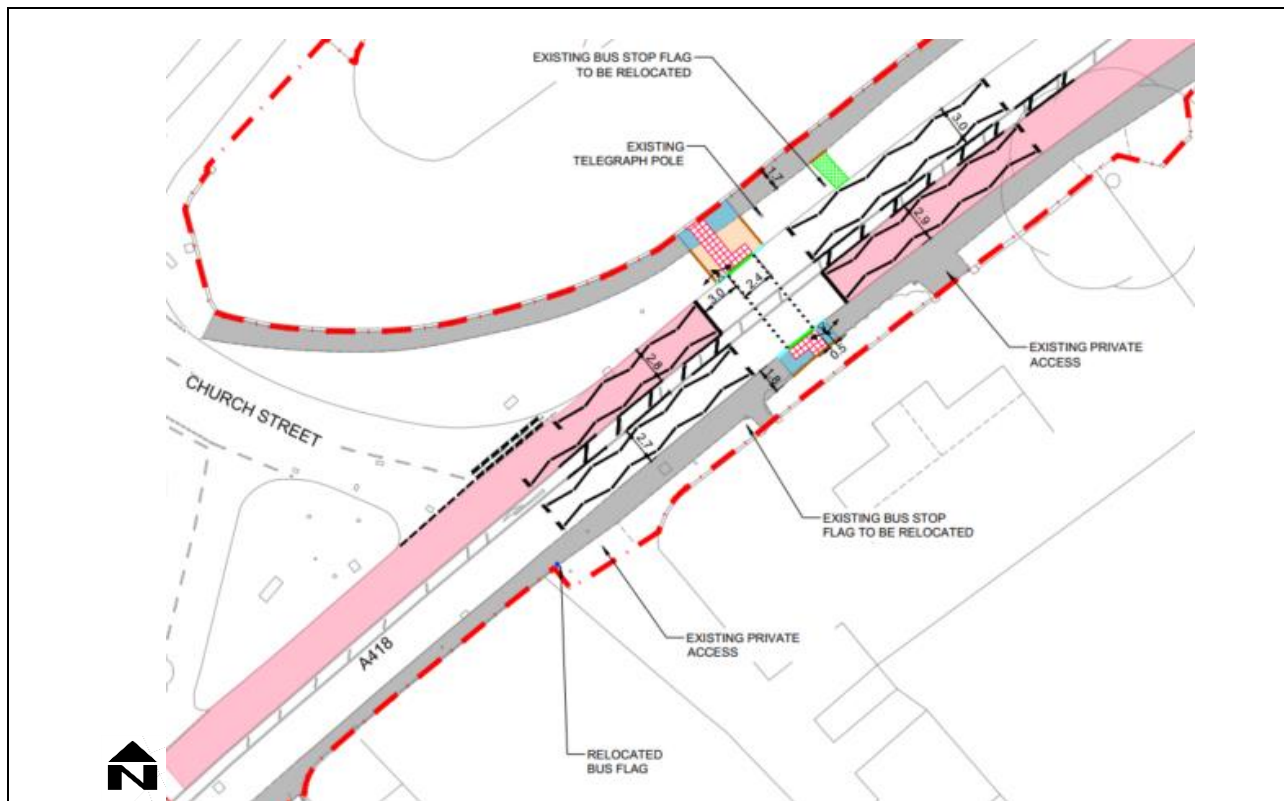 EXISTING BUS STOP FLAG
TO BE RELOCATED
EXISTING
TELEGRAPH POLE
1.7
3.0
2.9
2.4
3.0
0.5
EXISTING PRIVATE
ACCESS
2.8
1.8
CHURCH STREET
2.7
EXISTING BUS STOP
FLAG TO BE RELOCATED
EXISTING PRIVATE
ACCESS
A418
RELOCATED
BUS FLAG
N